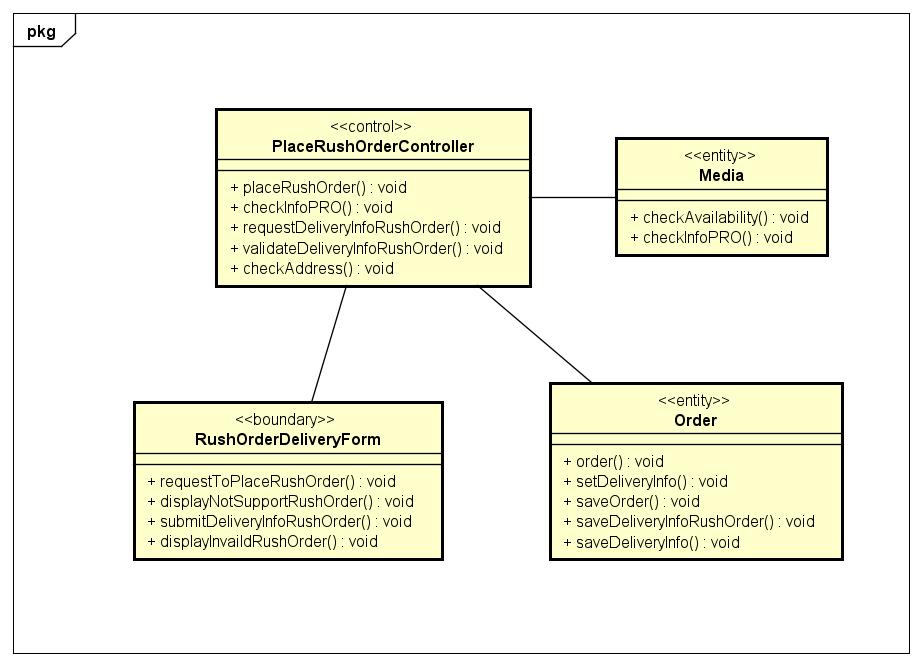 pkg
<<control>>
PlaceRushOrderController
+ placeRushOrder() : void
+ checkInfoPRO() : void
+ requestDeliveryInfoRushOrder() : void
+ validateDeliveryInfoRushOrder() : void
+ checkAddress() : void
<<entity>>
Media
+ checkAvailability() : void
+ checkInfoPRO() : void
<<boundary>>
RushOrderDeliveryForm
+ requestToPlaceRushOrder() : void
+ displayNotSupportRushOrder() : void
+ submitDeliveryInfoRushOrder() : void
+ displayInvaildRushOrder() : void
<<entity>>
Order
+ order() : void
+ setDeliveryInfo() : void
+ saveOrder() : void
+ saveDeliveryInfoRushOrder() : void
+ saveDeliveryInfo() : void